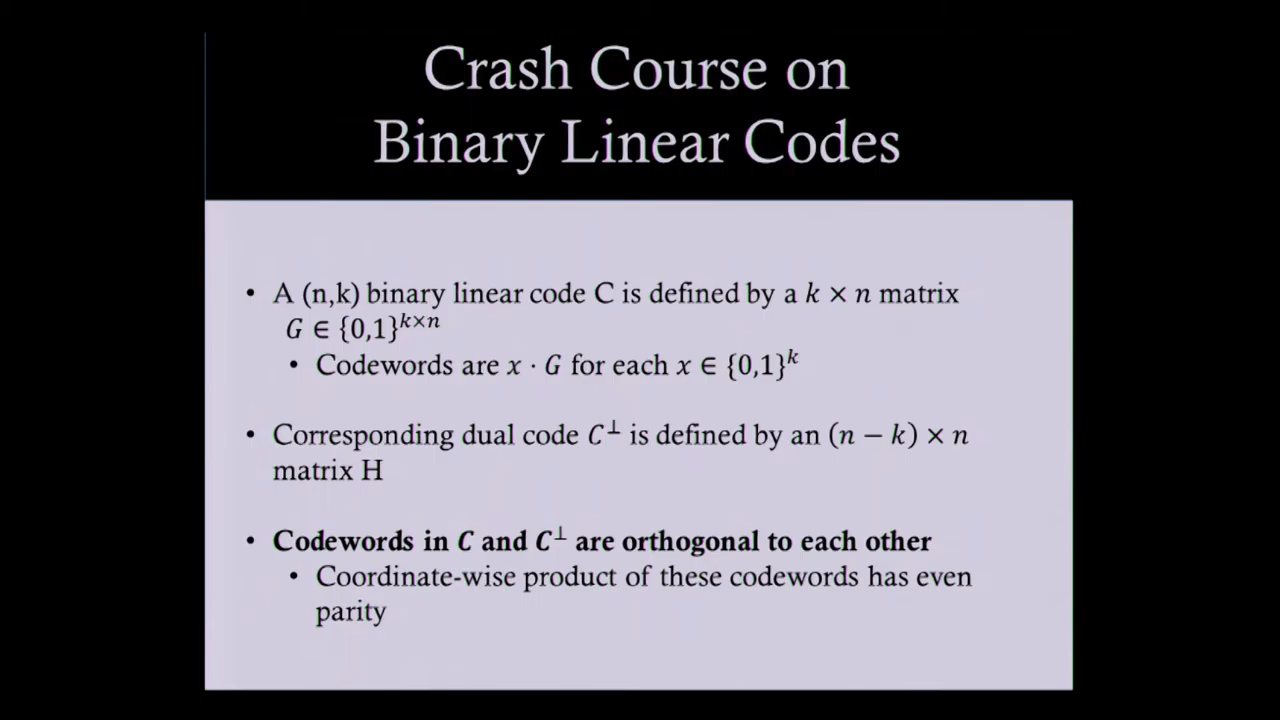 Crash Course on
Binary Linear Codes
• A (n,k) binary linear code C is defined by a k × n matrix
G ∈ {0,1}^{k×n}
• Codewords are x · G for each x ∈ {0,1}^k
• Corresponding dual code C^⊥ is defined by an (n − k) × n
matrix H
• Codewords in C and C^⊥ are orthogonal to each other
• Coordinate-wise product of these codewords has even
parity